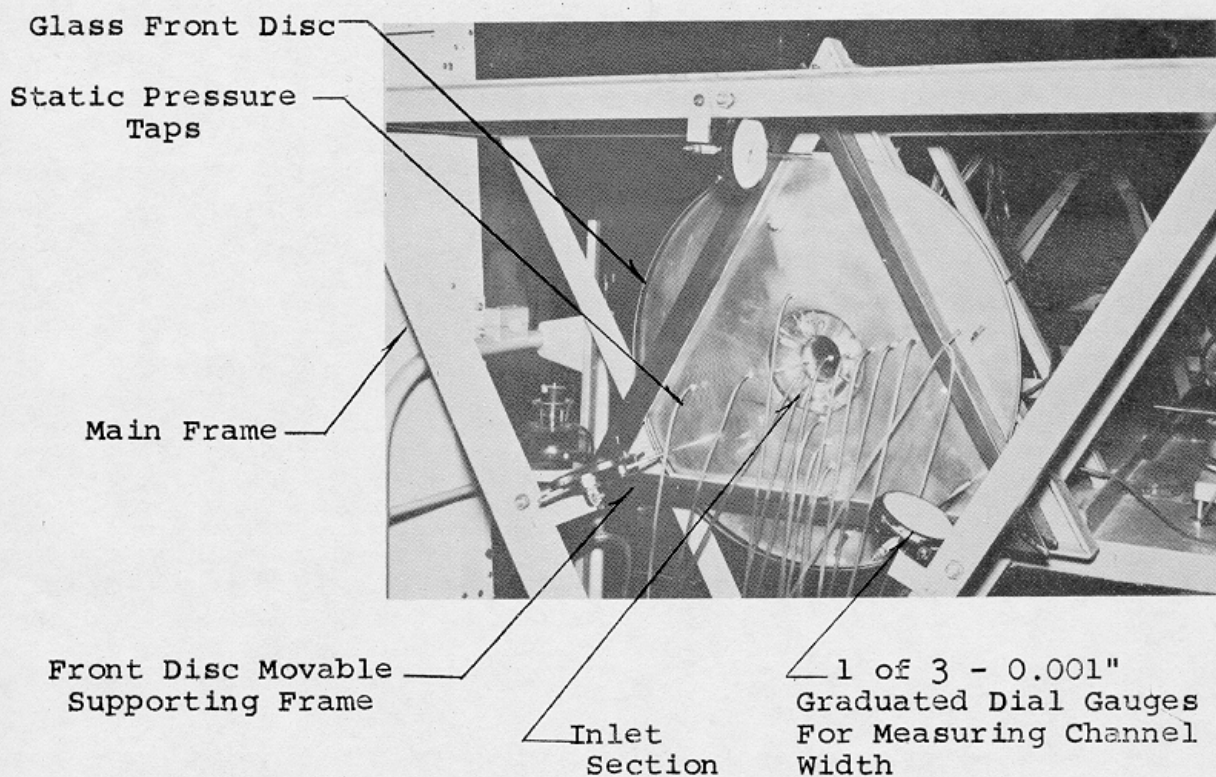 Glass Front Disc
Static Pressure
Taps
Main Frame
Front Disc Movable
Supporting Frame
Inlet
Section
1 of 3 - 0.001"
Graduated Dial Gauges
For Measuring Channel
Width